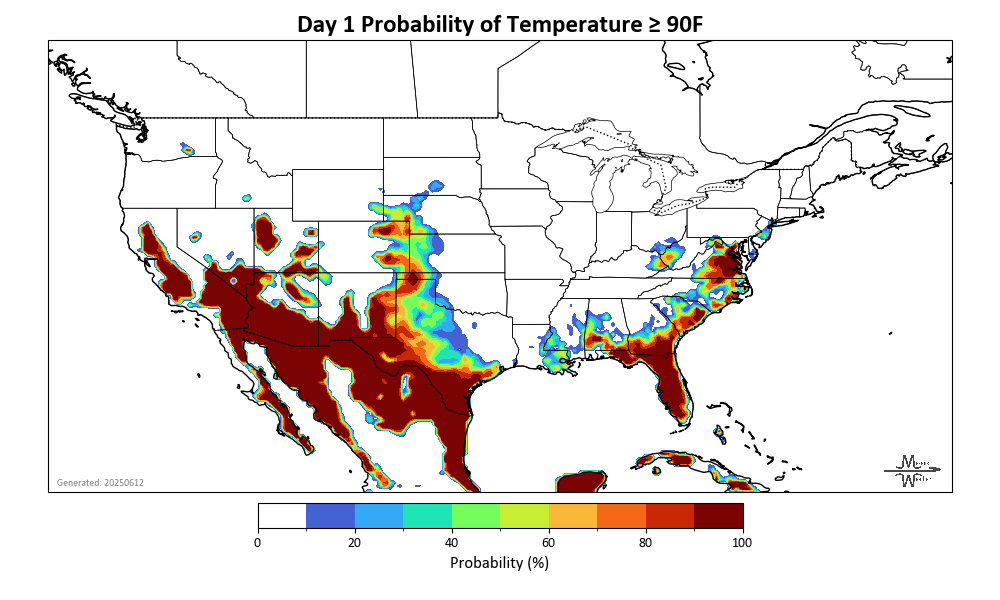 Day 1 Probability of Temperature ≥ 90F
Generated: 20250612
0 20 40 60 80 100
Probability (%)